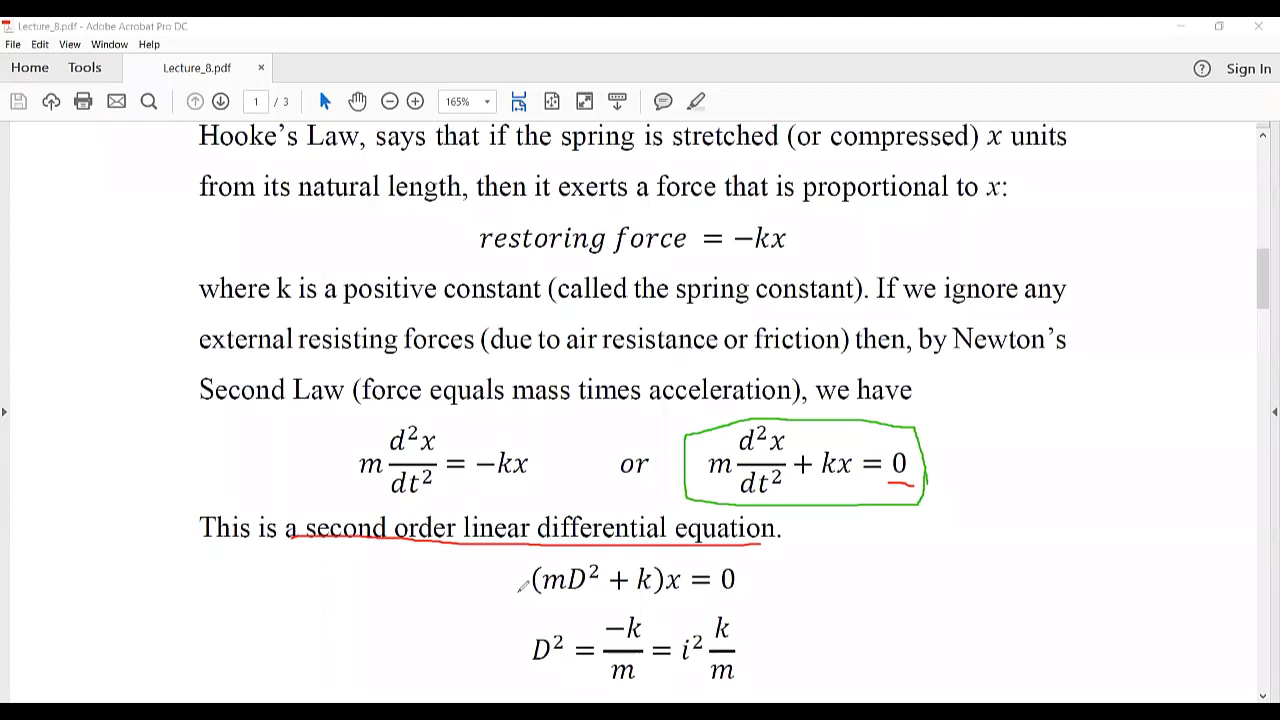 Lecture_8.pdf - Adobe Acrobat Pro DC
File Edit View Window Help
Home Tools Lecture_8.pdf × Sign In
1 / 3 165%
Hooke’s Law, says that if the spring is stretched (or compressed) x units
from its natural length, then it exerts a force that is proportional to x:
restoring force = −kx
where k is a positive constant (called the spring constant). If we ignore any
external resisting forces (due to air resistance or friction) then, by Newton’s
Second Law (force equals mass times acceleration), we have
m d²x/dt² = −kx or m d²x/dt² + kx = 0
This is a second order linear differential equation.
(mD² + k)x = 0
D² = −k/m = i² k/m